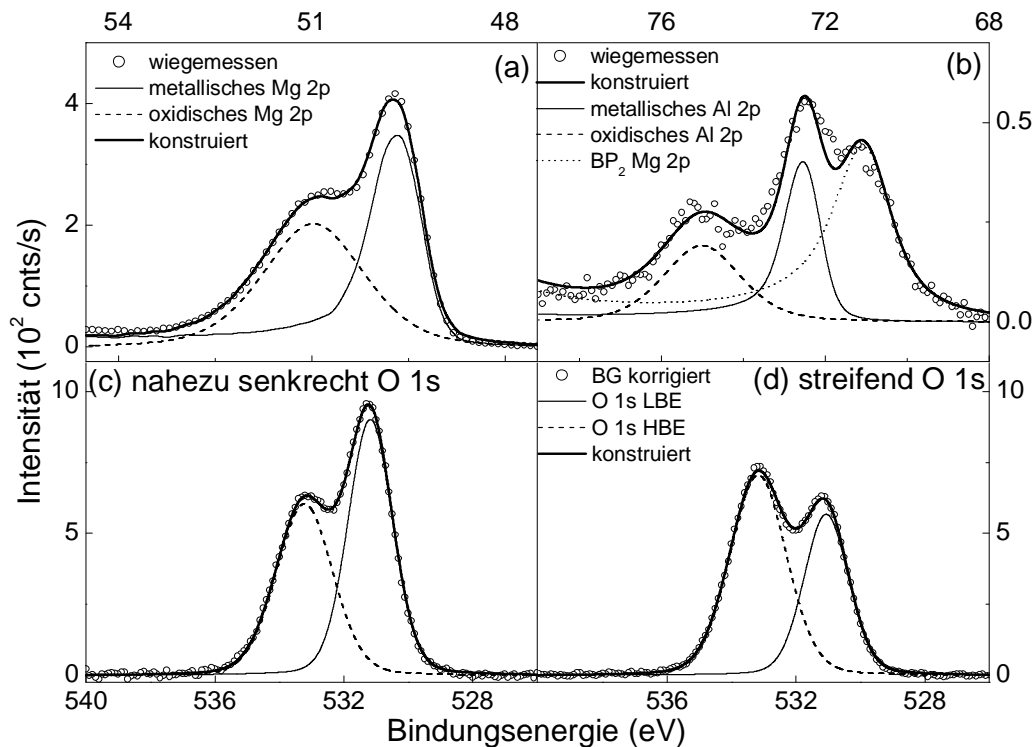 54 51 48
76 72 68
wiegemessen
metallisches Mg 2p
oxidisches Mg 2p
konstruiert
(a)
wiegemessen
konstruiert
metallisches Al 2p
oxidisches Al 2p
BP₂ Mg 2p
(b)
4
2
0
0.5
0.0
(c) nahezu senkrecht O 1s
BG korrigiert
O 1s LBE
O 1s HBE
konstruiert
(d) streifend O 1s
10
5
0
10
5
0
540 536 532 528
536 532 528
Intensität (10² cnts/s)
Bindungsenergie (eV)